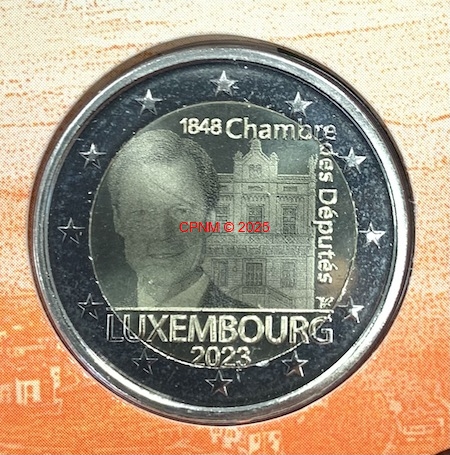 1848 Chambre
des Députés
CPNM © 2025
LUXEMBOURG
2023